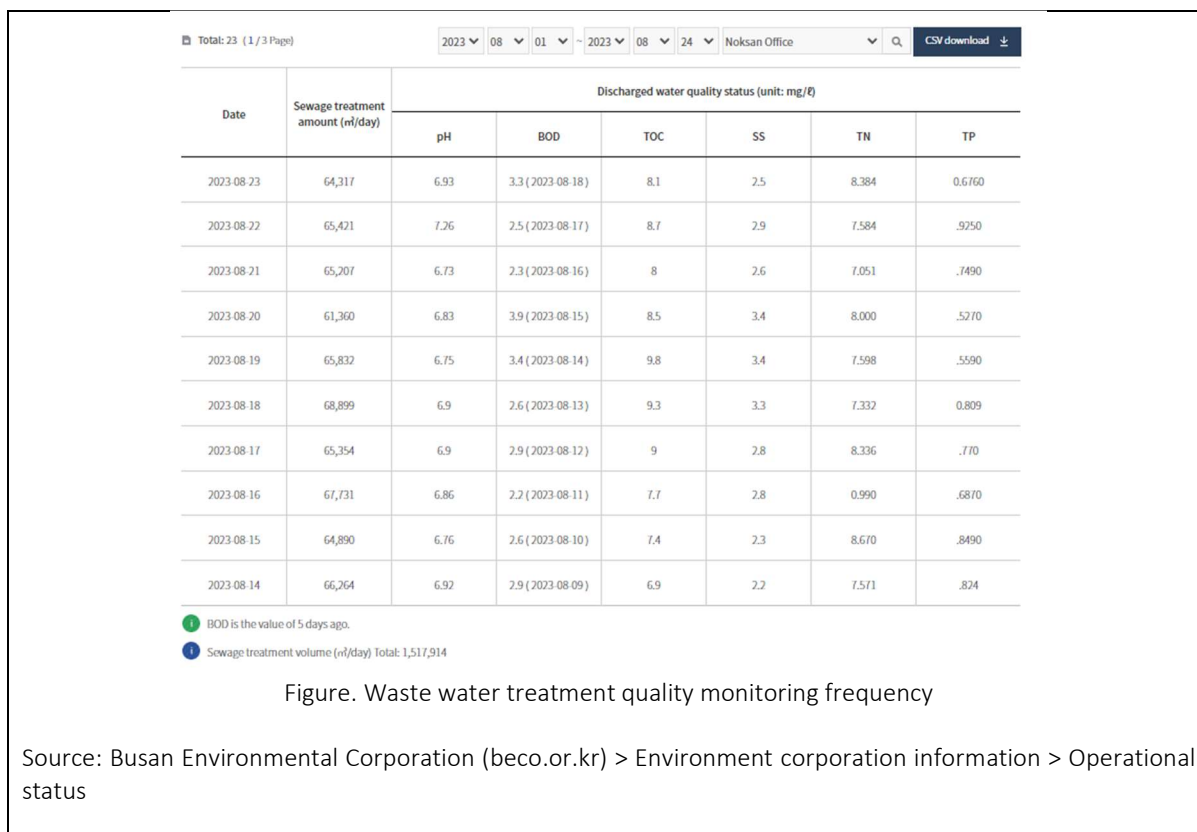 Total: 23 (1/3 Page) 2023 08 01 ~ 2023 08 24 Noksan Office CSV download
Discharged water quality status (unit: mg/ℓ)
Date Sewage treatment
amount (㎥/day)
pH BOD TOC SS TN TP
2023-08-23 64,317 6.93 3.3 (2023-08-18) 8.1 2.5 8.384 0.6760
2023-08-22 65,421 7.26 2.5 (2023-08-17) 8.7 2.9 7.584 .9250
2023-08-21 65,207 6.73 2.3 (2023-08-16) 8 2.6 7.051 .7490
2023-08-20 61,360 6.83 3.9 (2023-08-15) 8.5 3.4 8.000 .5270
2023-08-19 65,832 6.75 3.4 (2023-08-14) 9.8 3.4 7.598 .5590
2023-08-18 68,899 6.9 2.6 (2023-08-13) 9.3 3.3 7.332 0.809
2023-08-17 65,354 6.9 2.9 (2023-08-12) 9 2.8 8.336 .770
2023-08-16 67,731 6.86 2.2 (2023-08-11) 7.7 2.8 0.990 .6870
2023-08-15 64,890 6.76 2.6 (2023-08-10) 7.4 2.3 8.670 .8490
2023-08-14 66,264 6.92 2.9 (2023-08-09) 6.9 2.2 7.571 .824
BOD is the value of 5 days ago.
Sewage treatment volume (㎥/day) Total: 1,517,914
Figure. Waste water treatment quality monitoring frequency
Source: Busan Environmental Corporation (beco.or.kr) > Environment corporation information > Operational
status